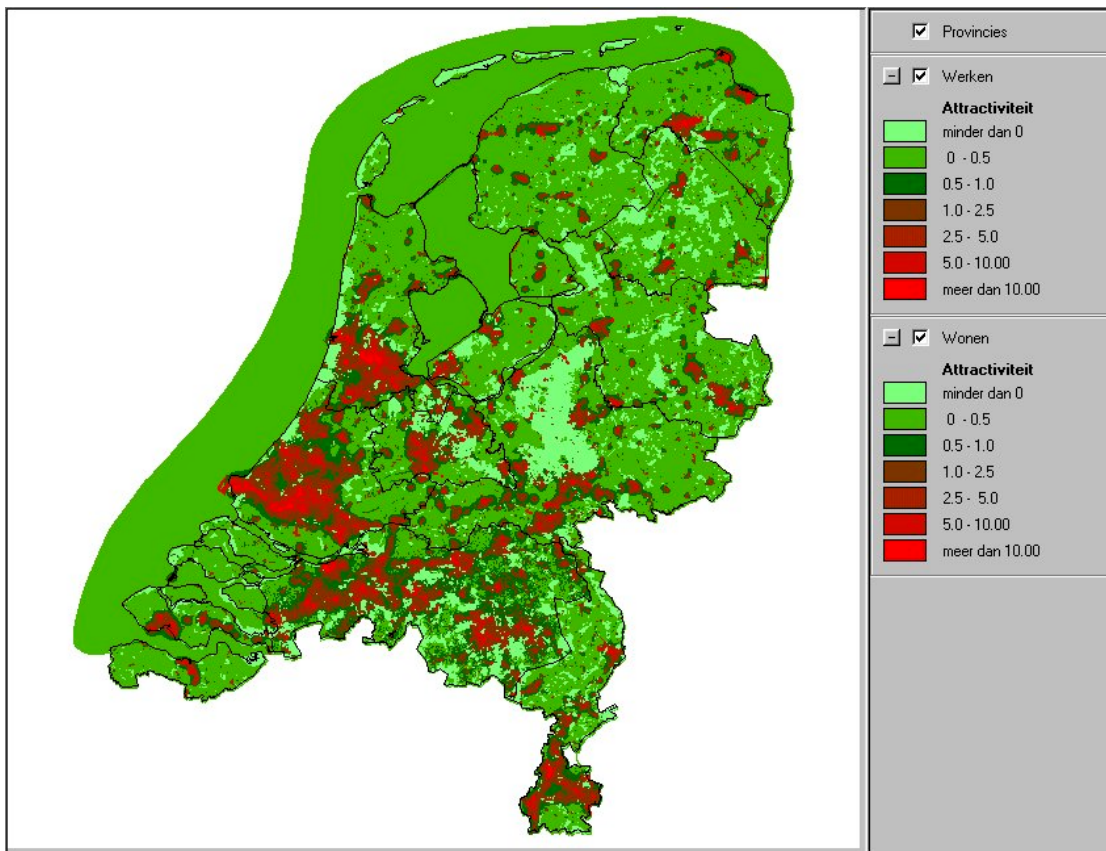 Provincies
Werken
Attractiviteit
minder dan 0
0 - 0.5
0.5 - 1.0
1.0 - 2.5
2.5 - 5.0
5.0 - 10.00
meer dan 10.00
Wonen
Attractiviteit
minder dan 0
0 - 0.5
0.5 - 1.0
1.0 - 2.5
2.5 - 5.0
5.0 - 10.00
meer dan 10.00